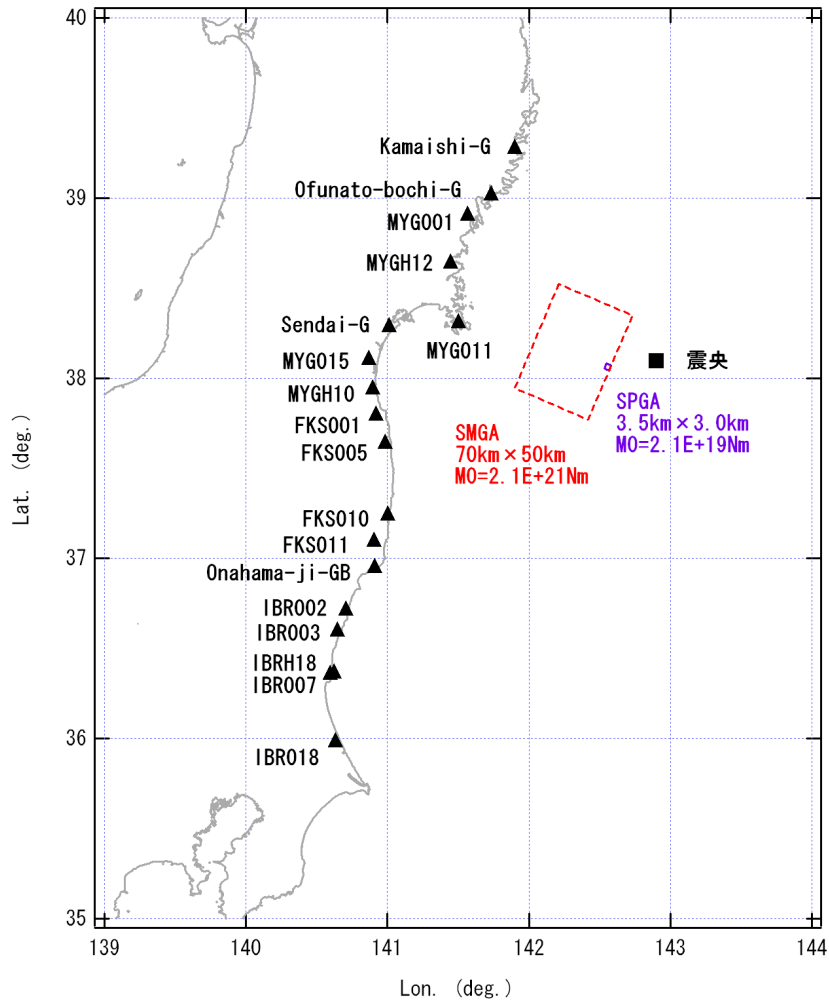 40
Kamaishi-G
39
Ofunato-bochi-G
MYG001
MYGH12
Sendai-G
MYG011
MYG015
震央
38
MYGH10
SPGA
3.5km×3.0km
M0=2.1E+19Nm
FKS001
SMGA
70km×50km
M0=2.1E+21Nm
FKS005
Lat. (deg.)
FKS010
FKS011
37
Onahama-ji-GB
IBR002
IBR003
IBRH18
IBR007
36
IBR018
35
139 140 141 142 143 144
Lon. (deg.)